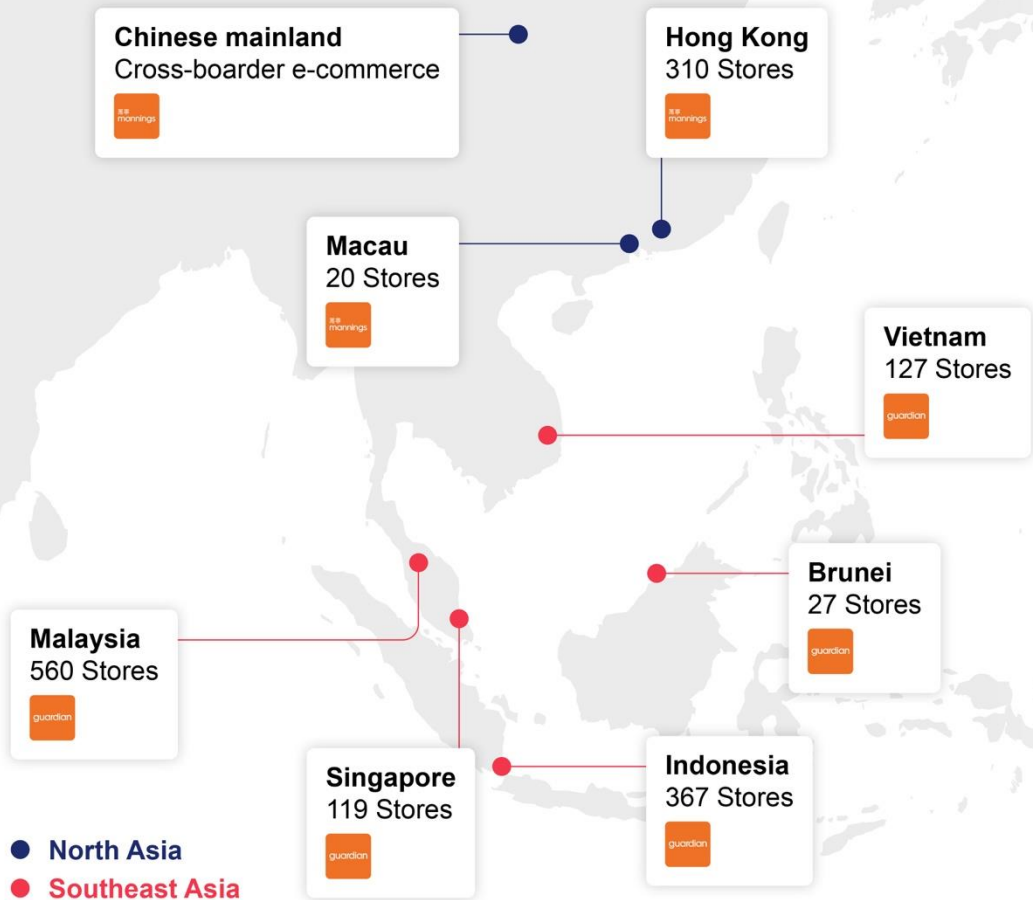 Chinese mainland
Cross-boarder e-commerce
mannings
Hong Kong
310 Stores
mannings
Macau
20 Stores
mannings
Vietnam
127 Stores
guardian
Brunei
27 Stores
guardian
Malaysia
560 Stores
guardian
Singapore
119 Stores
guardian
Indonesia
367 Stores
guardian
North Asia
Southeast Asia